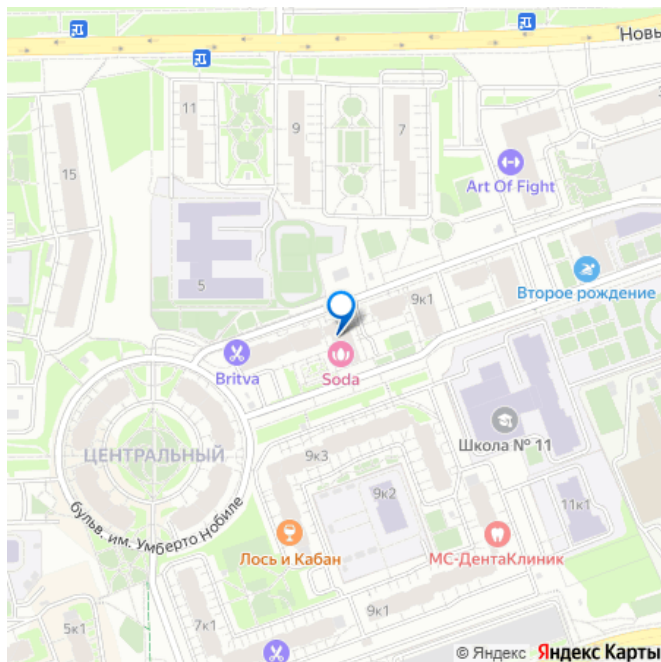 Новы
11
9
7
15
Art Of Fight
5
9к1
Второе рождение
Britva
Soda
ЦЕНТРАЛЬНЫЙ
бульв. им. Умберто Нобиле
9к3
Школа № 11
9к2
11к1
Лось и Кабан
МС-ДентаКлиник
7к1
9к1
5к1
© Яндекс Яндекс Карты